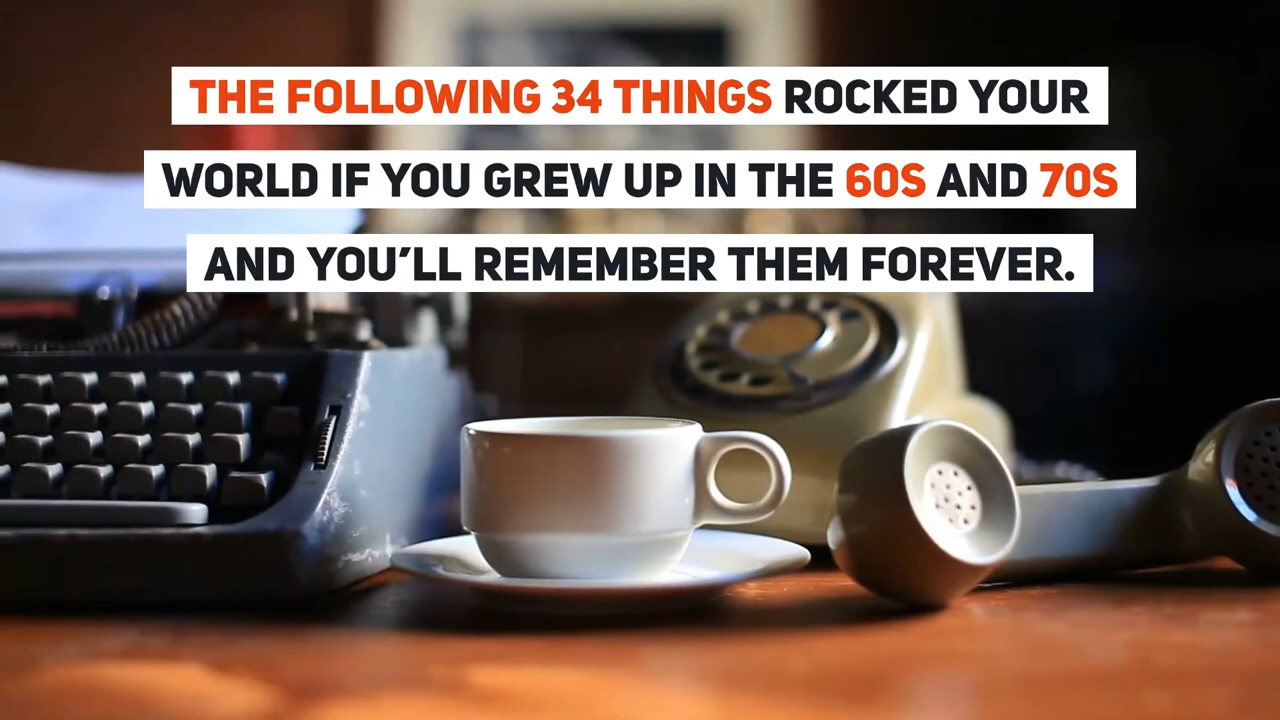 THE FOLLOWING 34 THINGS ROCKED YOUR
WORLD IF YOU GREW UP IN THE 60S AND 70S
AND YOU'LL REMEMBER THEM FOREVER.